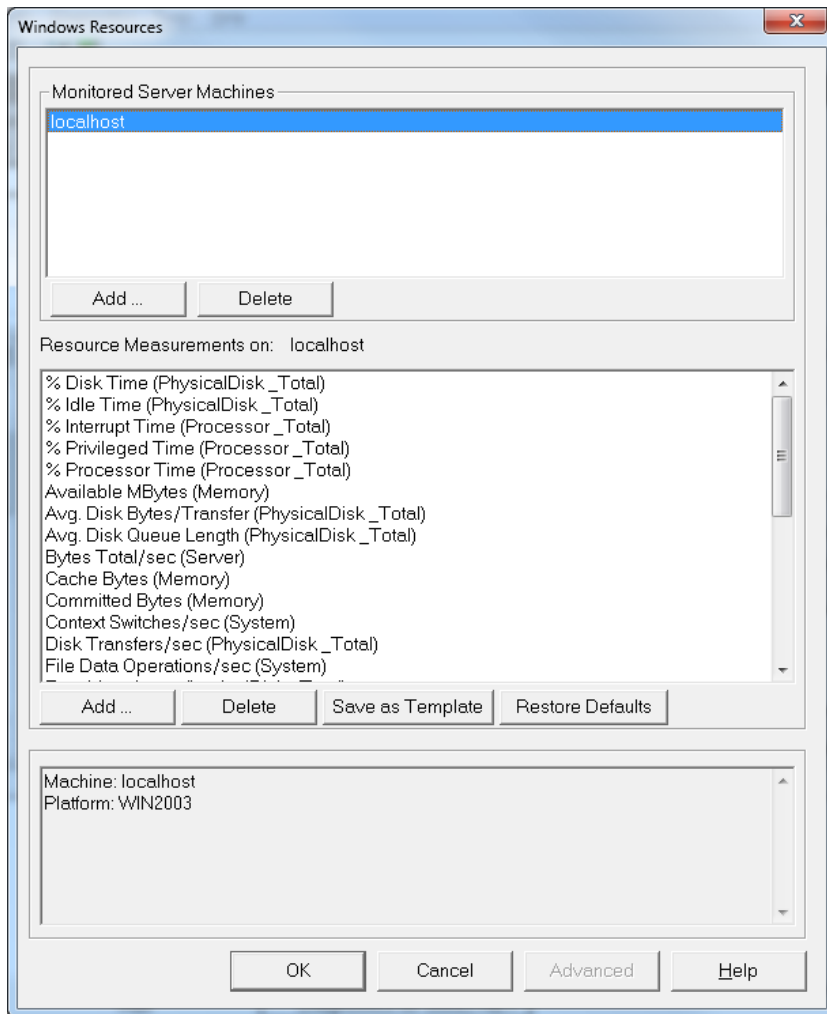 Windows Resources
Monitored Server Machines
localhost
Add ... Delete
Resource Measurements on: localhost
% Disk Time (PhysicalDisk _Total)
% Idle Time (PhysicalDisk _Total)
% Interrupt Time (Processor _Total)
% Privileged Time (Processor _Total)
% Processor Time (Processor _Total)
Available MBytes (Memory)
Avg. Disk Bytes/Transfer (PhysicalDisk _Total)
Avg. Disk Queue Length (PhysicalDisk _Total)
Bytes Total/sec (Server)
Cache Bytes (Memory)
Committed Bytes (Memory)
Context Switches/sec (System)
Disk Transfers/sec (PhysicalDisk _Total)
File Data Operations/sec (System)
Add ... Delete Save as Template Restore Defaults
Machine: localhost
Platform: WIN2003
OK Cancel Advanced Help